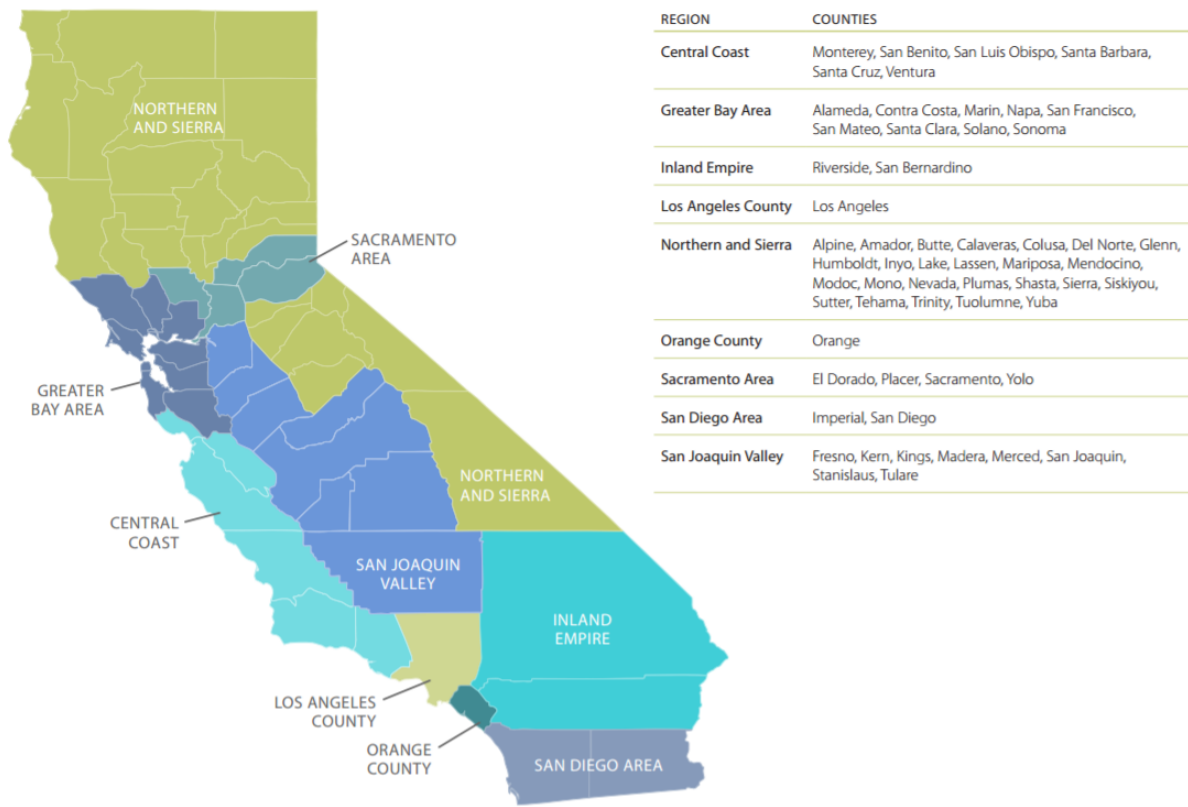 NORTHERN
AND SIERRA
SACRAMENTO
AREA
GREATER
BAY AREA
NORTHERN
AND SIERRA
CENTRAL
COAST
SAN JOAQUIN
VALLEY
INLAND
EMPIRE
LOS ANGELES
COUNTY
ORANGE
COUNTY
SAN DIEGO AREA
REGION COUNTIES
Central Coast Monterey, San Benito, San Luis Obispo, Santa Barbara,
Santa Cruz, Ventura
Greater Bay Area Alameda, Contra Costa, Marin, Napa, San Francisco,
San Mateo, Santa Clara, Solano, Sonoma
Inland Empire Riverside, San Bernardino
Los Angeles County Los Angeles
Northern and Sierra Alpine, Amador, Butte, Calaveras, Colusa, Del Norte, Glenn,
Humboldt, Inyo, Lake, Lassen, Mariposa, Mendocino,
Modoc, Mono, Nevada, Plumas, Shasta, Sierra, Siskiyou,
Sutter, Tehama, Trinity, Tuolumne, Yuba
Orange County Orange
Sacramento Area El Dorado, Placer, Sacramento, Yolo
San Diego Area Imperial, San Diego
San Joaquin Valley Fresno, Kern, Kings, Madera, Merced, San Joaquin,
Stanislaus, Tulare